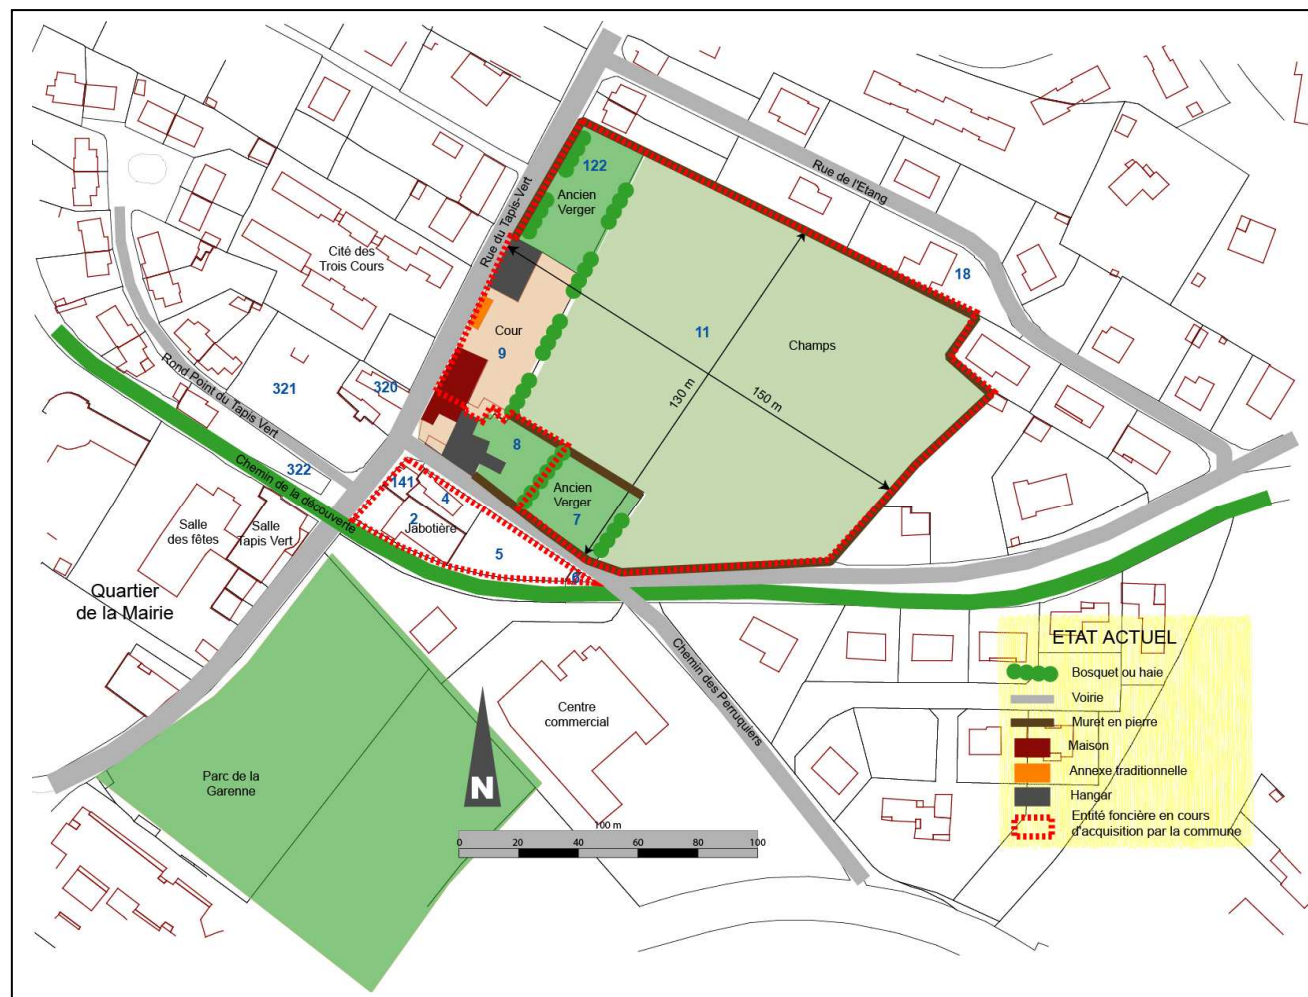 Rue de l'Etang
122
Ancien
Verger
Rue du Tapis-Vert
Cité des
Trois Cours
18
11
Champs
Cour
9
130 m
150 m
Rond Point du Tapis Vert
321
320
8
322
Chemin de la découverte
141
4
2
Jabotière
Ancien
Verger
7
5
6
Salle
des fêtes
Salle
Tapis Vert
Quartier
de la Mairie
Chemin des Perruquiers
Centre
commercial
Parc de la
Garenne
N
100 m
0 20 40 60 80 100
ETAT ACTUEL
Bosquet ou haie
Voirie
Muret en pierre
Maison
Annexe traditionnelle
Hangar
Entité foncière en cours
d'acquisition par la commune